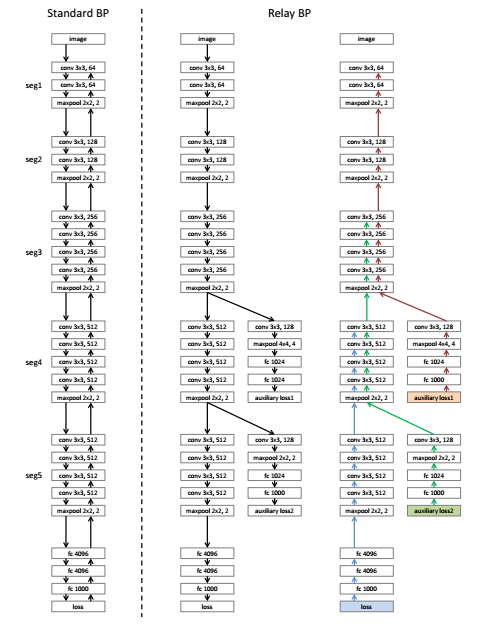 Standard BP
image
seg1
conv 3x3, 64
conv 3x3, 64
maxpool 2x2, 2
seg2
conv 3x3, 128
conv 3x3, 128
maxpool 2x2, 2
seg3
conv 3x3, 256
conv 3x3, 256
conv 3x3, 256
conv 3x3, 256
maxpool 2x2, 2
seg4
conv 3x3, 512
conv 3x3, 512
conv 3x3, 512
conv 3x3, 512
maxpool 2x2, 2
seg5
conv 3x3, 512
conv 3x3, 512
conv 3x3, 512
conv 3x3, 512
maxpool 2x2, 2
fc 4096
fc 4096
fc 1000
loss
Relay BP
image
conv 3x3, 64
conv 3x3, 64
maxpool 2x2, 2
conv 3x3, 128
conv 3x3, 128
maxpool 2x2, 2
conv 3x3, 256
conv 3x3, 256
conv 3x3, 256
conv 3x3, 256
maxpool 2x2, 2
conv 3x3, 512
conv 3x3, 512
conv 3x3, 512
conv 3x3, 512
maxpool 2x2, 2
conv 3x3, 128
maxpool 4x4, 4
fc 1024
fc 1024
auxiliary loss1
conv 3x3, 512
conv 3x3, 512
conv 3x3, 512
conv 3x3, 512
maxpool 2x2, 2
conv 3x3, 128
maxpool 2x2, 2
fc 1024
fc 1000
auxiliary loss2
fc 4096
fc 4096
fc 1000
loss
image
conv 3x3, 64
conv 3x3, 64
maxpool 2x2, 2
conv 3x3, 128
conv 3x3, 128
maxpool 2x2, 2
conv 3x3, 256
conv 3x3, 256
conv 3x3, 256
conv 3x3, 256
maxpool 2x2, 2
conv 3x3, 512
conv 3x3, 512
conv 3x3, 512
conv 3x3, 512
maxpool 2x2, 2
conv 3x3, 128
maxpool 4x4, 4
fc 1024
fc 1000
auxiliary loss1
conv 3x3, 512
conv 3x3, 512
conv 3x3, 512
conv 3x3, 512
maxpool 2x2, 2
conv 3x3, 128
maxpool 2x2, 2
fc 1024
fc 1000
auxiliary loss2
fc 4096
fc 4096
fc 1000
loss